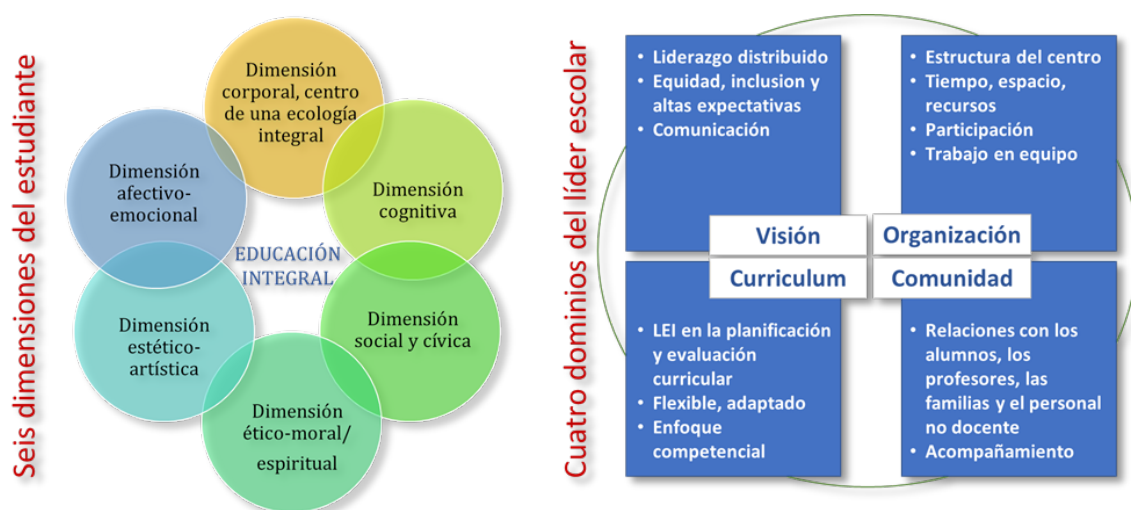 Seis dimensiones del estudiante
Dimensión
corporal, centro
de una ecología
integral
Dimensión
cognitiva
Dimensión
social y cívica
Dimensión
ético-moral/
espiritual
Dimensión
estético-
artística
Dimensión
afectivo-
emocional
EDUCACIÓN
INTEGRAL
Cuatro dominios del líder escolar
• Liderazgo distribuido
• Equidad, inclusion y
altas expectativas
• Comunicación
Visión
• Estructura del centro
• Tiempo, espacio,
recursos
• Participación
• Trabajo en equipo
Organización
Curriculum
• LEI en la planificación
y evaluación
curricular
• Flexible, adaptado
• Enfoque
competencial
Comunidad
• Relaciones con los
alumnos, los
profesores, las
familias y el personal
no docente
• Acompañamiento